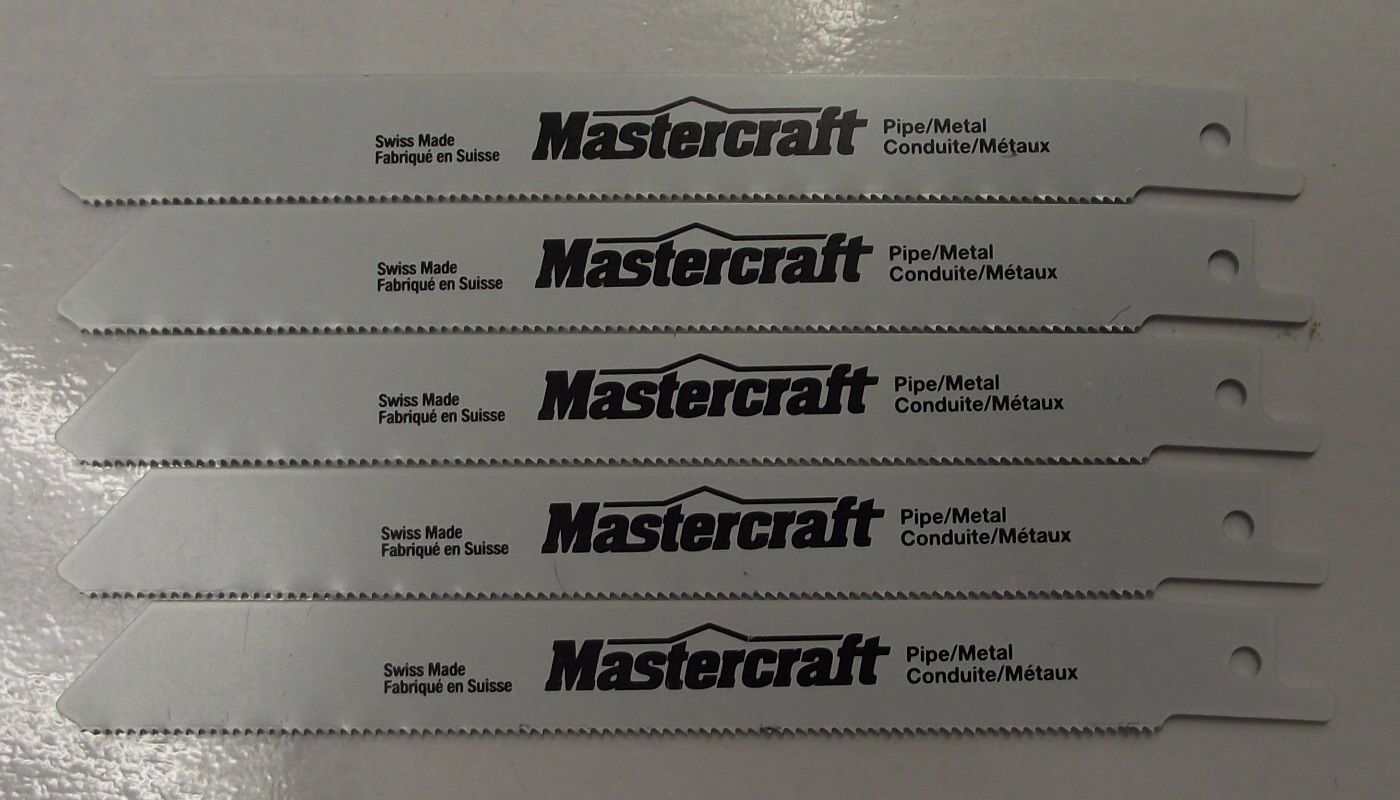 Swiss Made
Fabriqué en Suisse
Mastercraft
Pipe/Metal
Conduite/Métaux
Swiss Made
Fabriqué en Suisse
Mastercraft
Pipe/Metal
Conduite/Métaux
Swiss Made
Fabriqué en Suisse
Mastercraft
Pipe/Metal
Conduite/Métaux
Swiss Made
Fabriqué en Suisse
Mastercraft
Pipe/Metal
Conduite/Métaux
Swiss Made
Fabriqué en Suisse
Mastercraft
Pipe/Metal
Conduite/Métaux